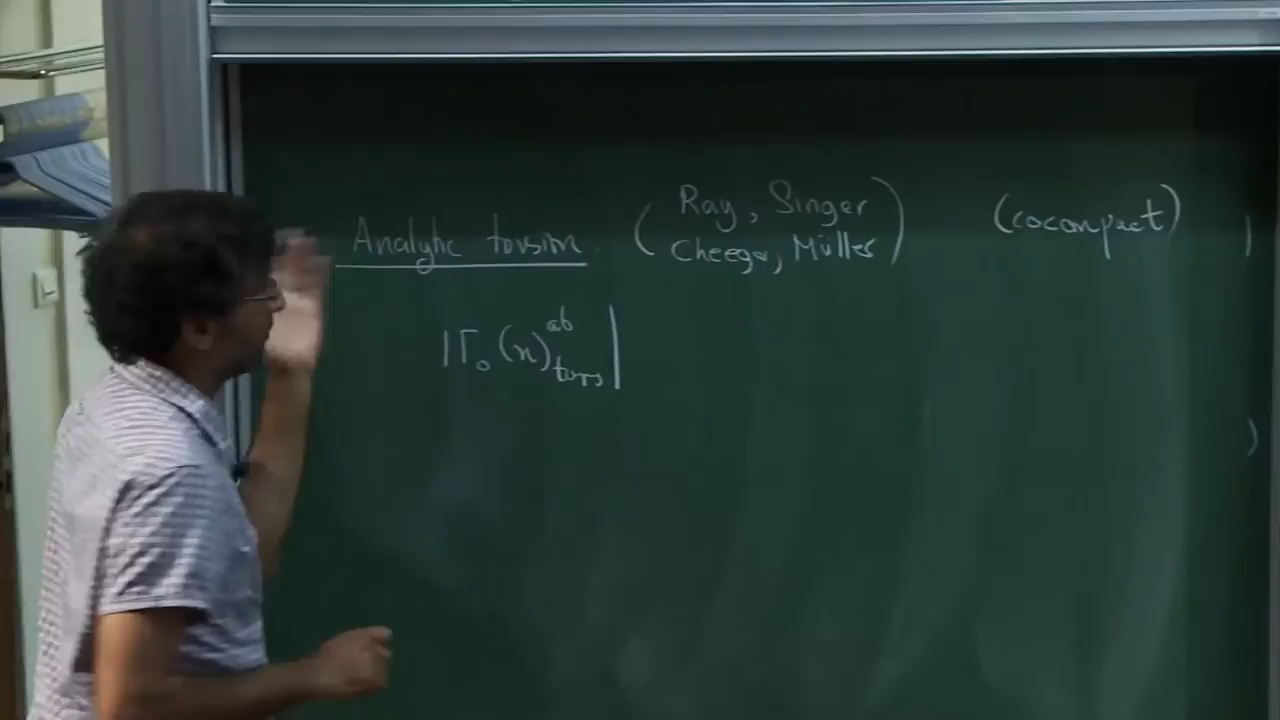 Analytic torsion (Ray, Singer
Cheeger, Müller) (cocompact)
|Γ₀(n)ᵃᵇ_tors|